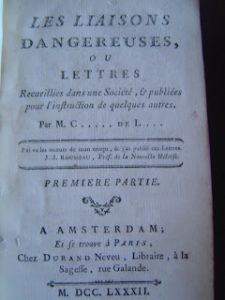 LES LIAISONS
DANGEREUSES,
OU
LETTRES
Recueillies dans une Société, & publiées
pour l'instruction de quelques autres.
Par M. C..... DE L...
J'ai vu les mœurs de mon temps, & j'ai publié ces Lettres.
J. J. ROUSSEAU, Préf. de la Nouvelle Héloïse.
PREMIERE PARTIE.
A AMSTERDAM;
Et se trouve à PARIS,
Chez DURAND Neveu, Libraire, à la
Sagesse, rue Galande.
M. DCC. LXXXII.